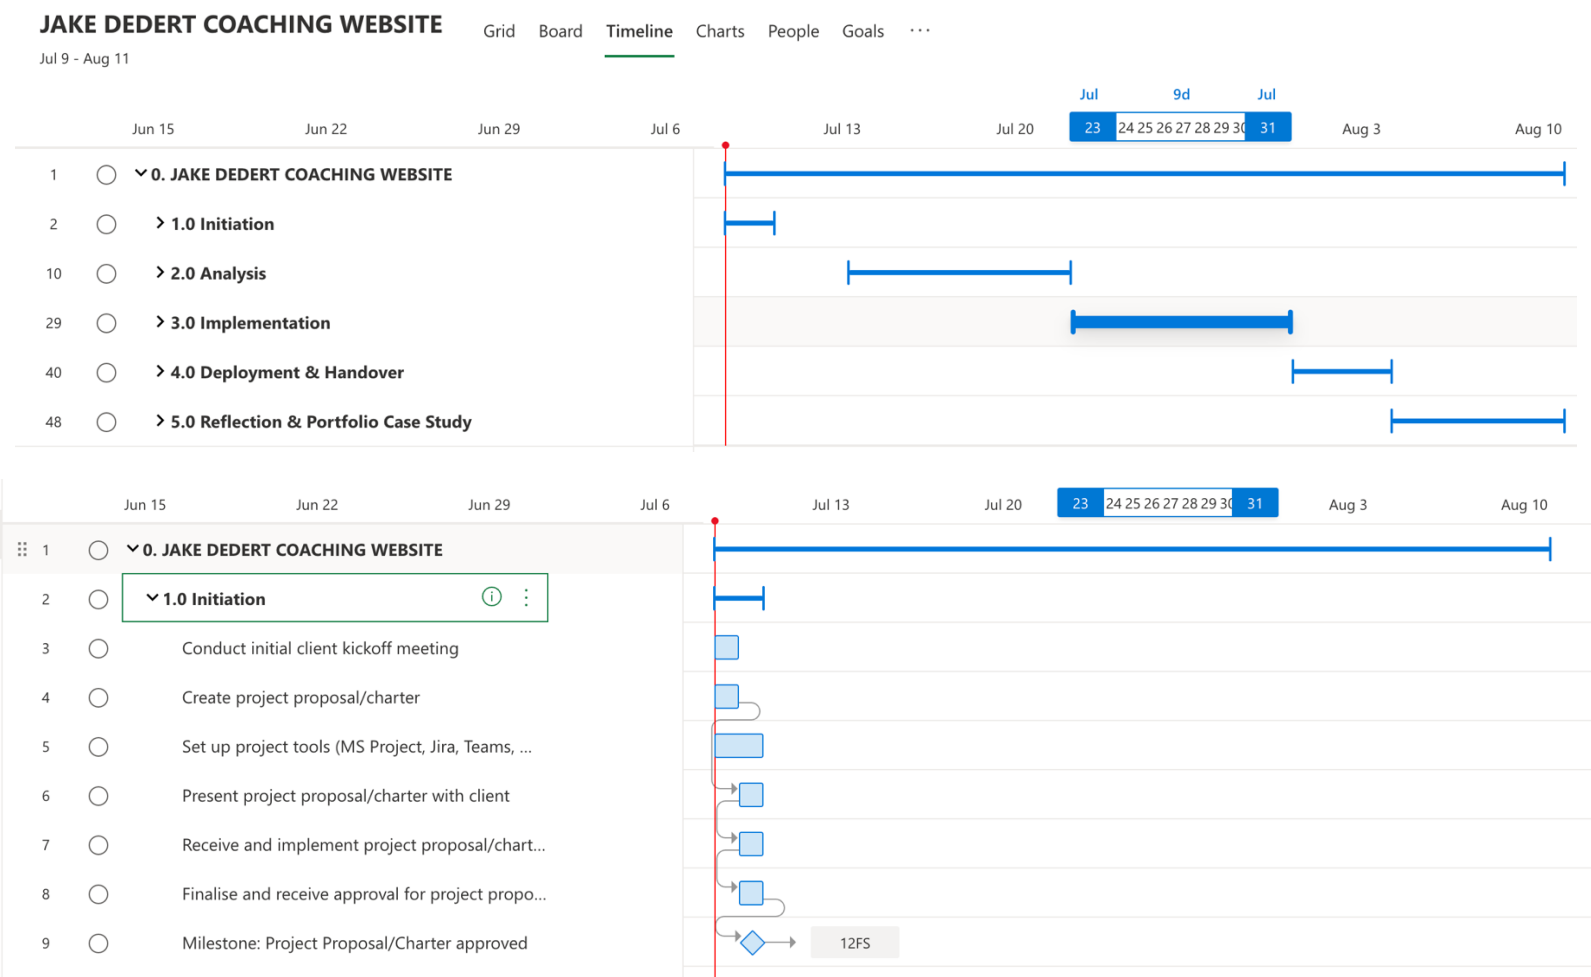 JAKE DEDERT COACHING WEBSITE
Grid Board Timeline Charts People Goals ...
Jul 9 - Aug 11
Jul 9d Jul
Jun 15 Jun 22 Jun 29 Jul 6 Jul 13 Jul 20 23 24 25 26 27 28 29 30 31 Aug 3 Aug 10
1 0. JAKE DEDERT COACHING WEBSITE
2 1.0 Initiation
10 2.0 Analysis
29 3.0 Implementation
40 4.0 Deployment & Handover
48 5.0 Reflection & Portfolio Case Study
Jun 15 Jun 22 Jun 29 Jul 6 Jul 13 Jul 20 23 24 25 26 27 28 29 30 31 Aug 3 Aug 10
1 0. JAKE DEDERT COACHING WEBSITE
2 1.0 Initiation
3 Conduct initial client kickoff meeting
4 Create project proposal/charter
5 Set up project tools (MS Project, Jira, Teams, ...
6 Present project proposal/charter with client
7 Receive and implement project proposal/chart...
8 Finalise and receive approval for project propo...
9 Milestone: Project Proposal/Charter approved 12FS